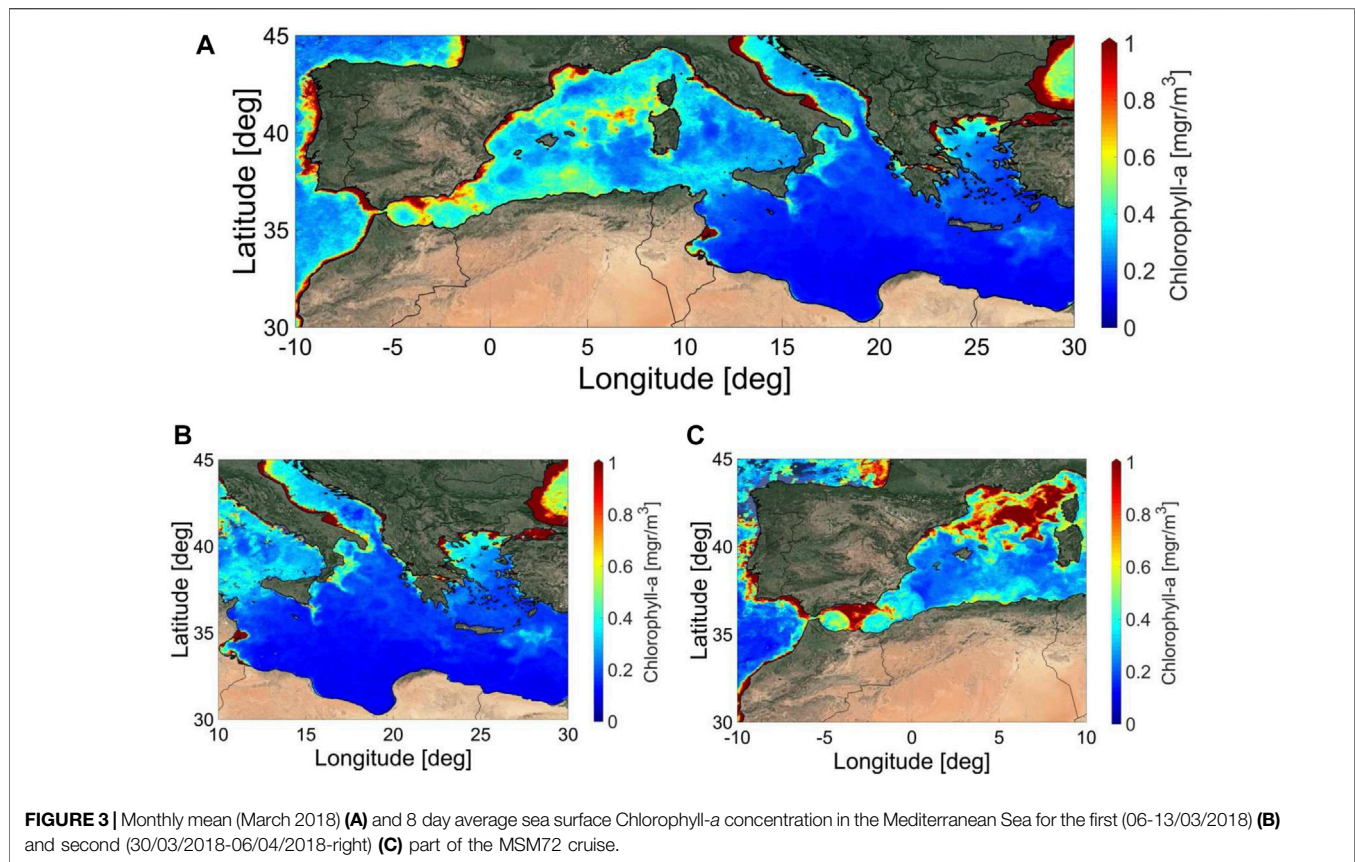 A
45
40
35
30
Latitude [deg]
-10 -5 0 5 10 15 20 25 30
Longitude [deg]
1
0.8
0.6
0.4
0.2
0
Chlorophyll-a [mgr/m³]
B
45
40
35
30
Latitude [deg]
10 15 20 25 30
Longitude [deg]
1
0.8
0.6
0.4
0.2
0
Chlorophyll-a [mgr/m³]
C
45
40
35
30
Latitude [deg]
-10 -5 0 5 10
Longitude [deg]
1
0.8
0.6
0.4
0.2
0
Chlorophyll-a [mgr/m³]
FIGURE 3 | Monthly mean (March 2018) (A) and 8 day average sea surface Chlorophyll-a concentration in the Mediterranean Sea for the first (06-13/03/2018) (B)
and second (30/03/2018-06/04/2018-right) (C) part of the MSM72 cruise.